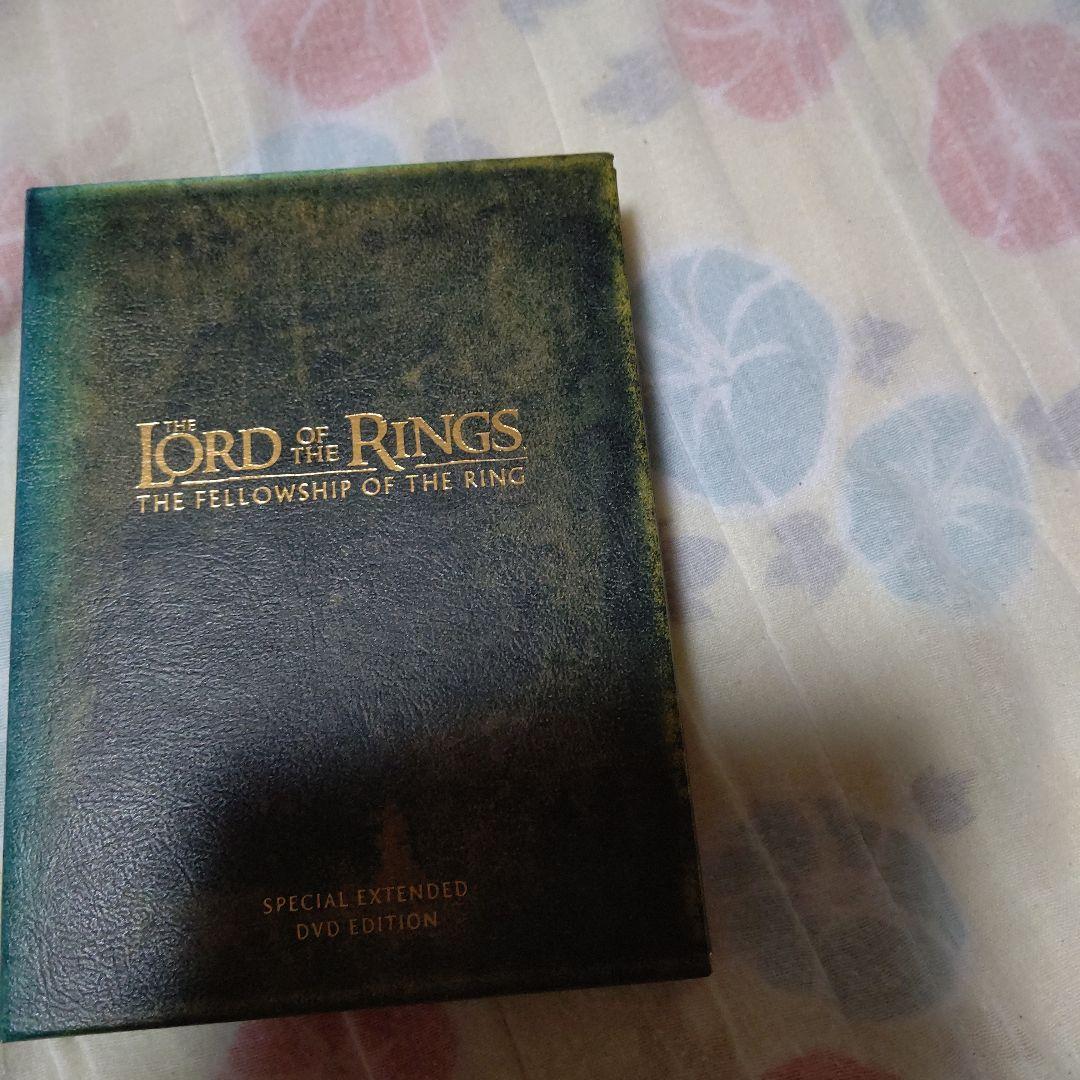 THE LORD OF THE RINGS
THE FELLOWSHIP OF THE RING
SPECIAL EXTENDED
DVD EDITION